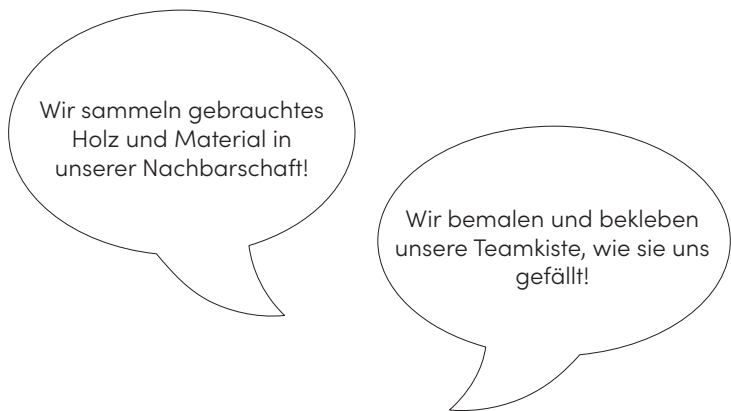 Wir sammeln gebrauchtes
Holz und Material in
unserer Nachbarschaft!
Wir bemalen und bekleben
unsere Teamkiste, wie sie uns
gefällt!